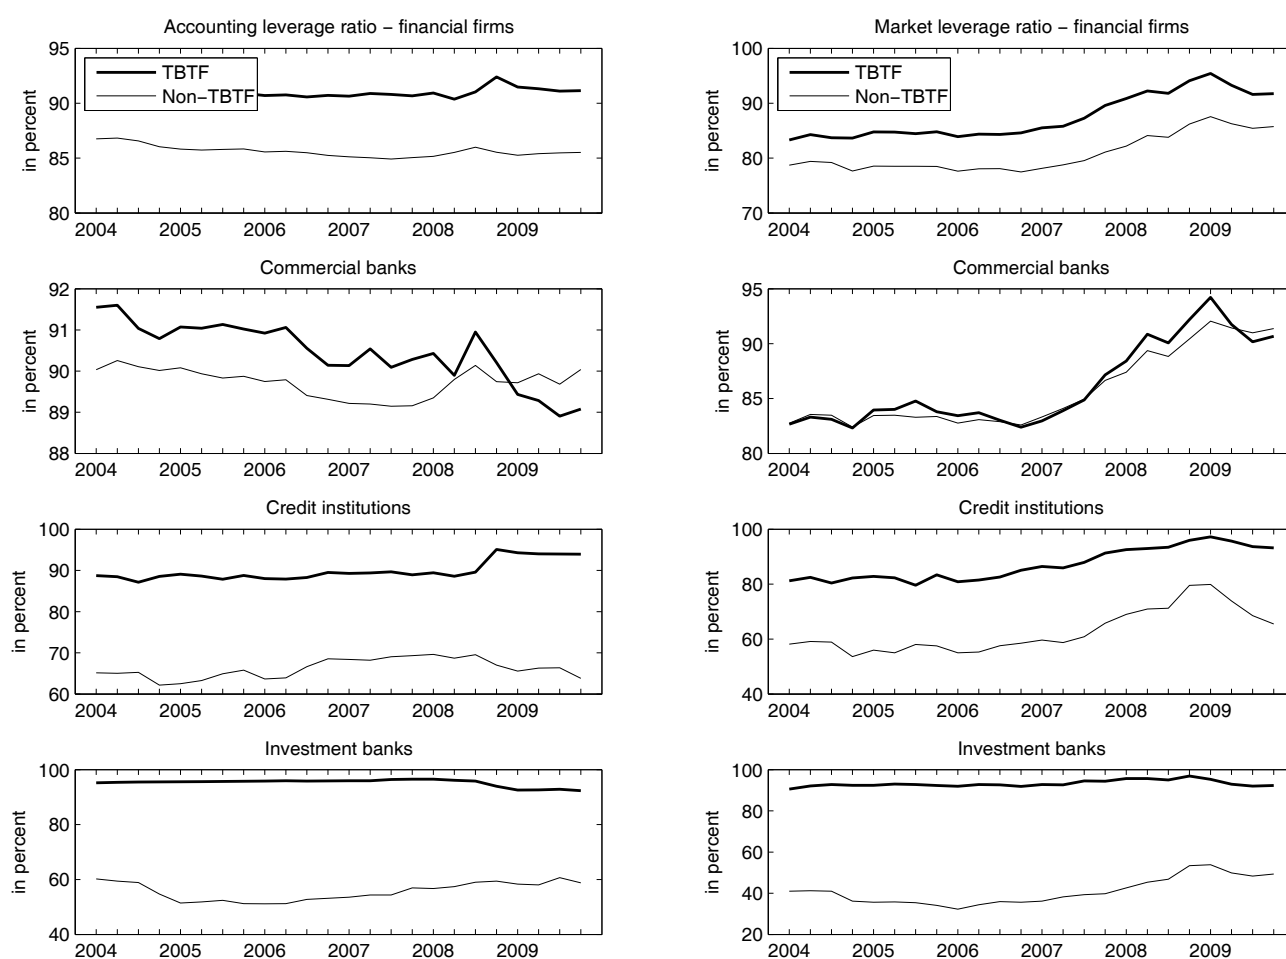 Accounting leverage ratio – financial firms
95
90
85
80
in percent
TBTF
Non–TBTF
2004 2005 2006 2007 2008 2009
Market leverage ratio – financial firms
100
90
80
70
in percent
TBTF
Non–TBTF
2004 2005 2006 2007 2008 2009
Commercial banks
92
91
90
89
88
in percent
2004 2005 2006 2007 2008 2009
Commercial banks
95
90
85
80
in percent
2004 2005 2006 2007 2008 2009
Credit institutions
100
90
80
70
60
in percent
2004 2005 2006 2007 2008 2009
Credit institutions
100
80
60
40
in percent
2004 2005 2006 2007 2008 2009
Investment banks
100
80
60
40
in percent
2004 2005 2006 2007 2008 2009
Investment banks
100
80
60
40
20
in percent
2004 2005 2006 2007 2008 2009